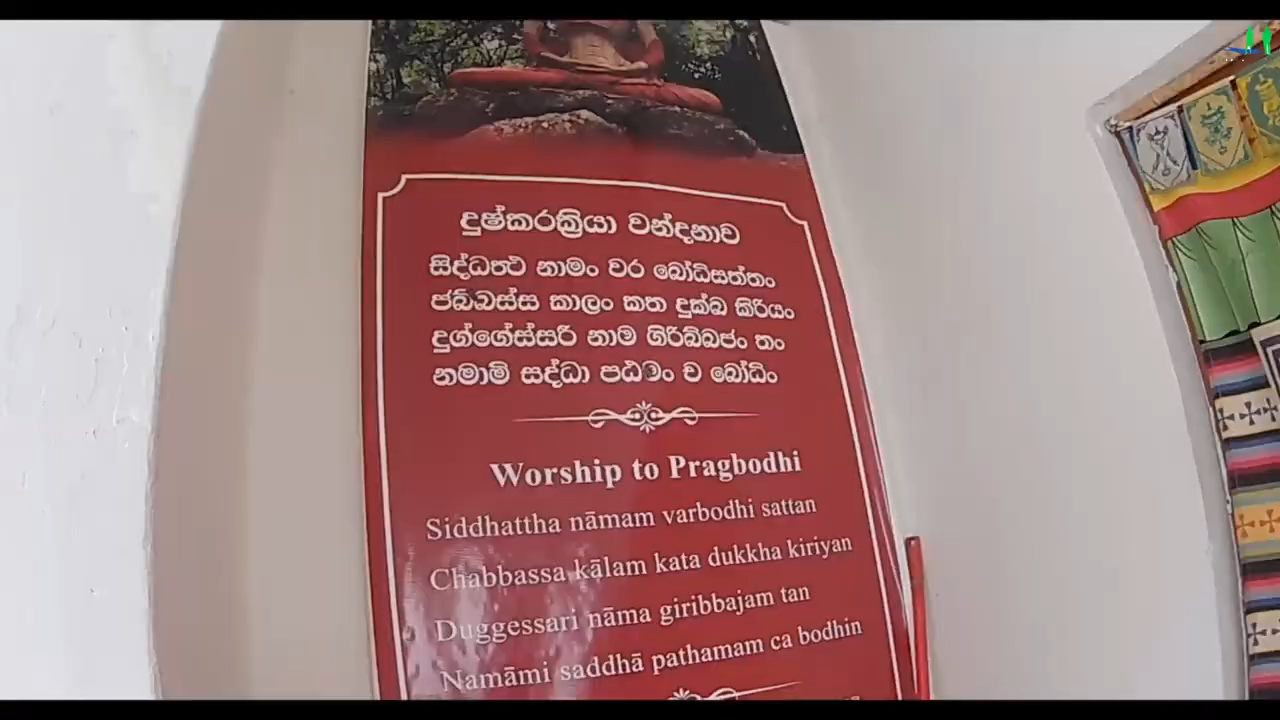 දුෂ්කරක්‍රියා වන්දනාව
සිද්ධත්ථ නාමං වර බෝධිසත්තං
ඡබ්බස්ස කාලං කත දුක්ඛ කිරියං
දුග්ගේස්සරි නාම ගිරිබ්බජං තං
නමාමි සද්ධා පඨමං ච බෝධිං
Worship to Pragbodhi
Siddhattha nāmam varbodhi sattan
Chabbassa kālam kata dukkha kiriyan
Duggessari nāma giribbajam tan
Namāmi saddhā pathamam ca bodhin